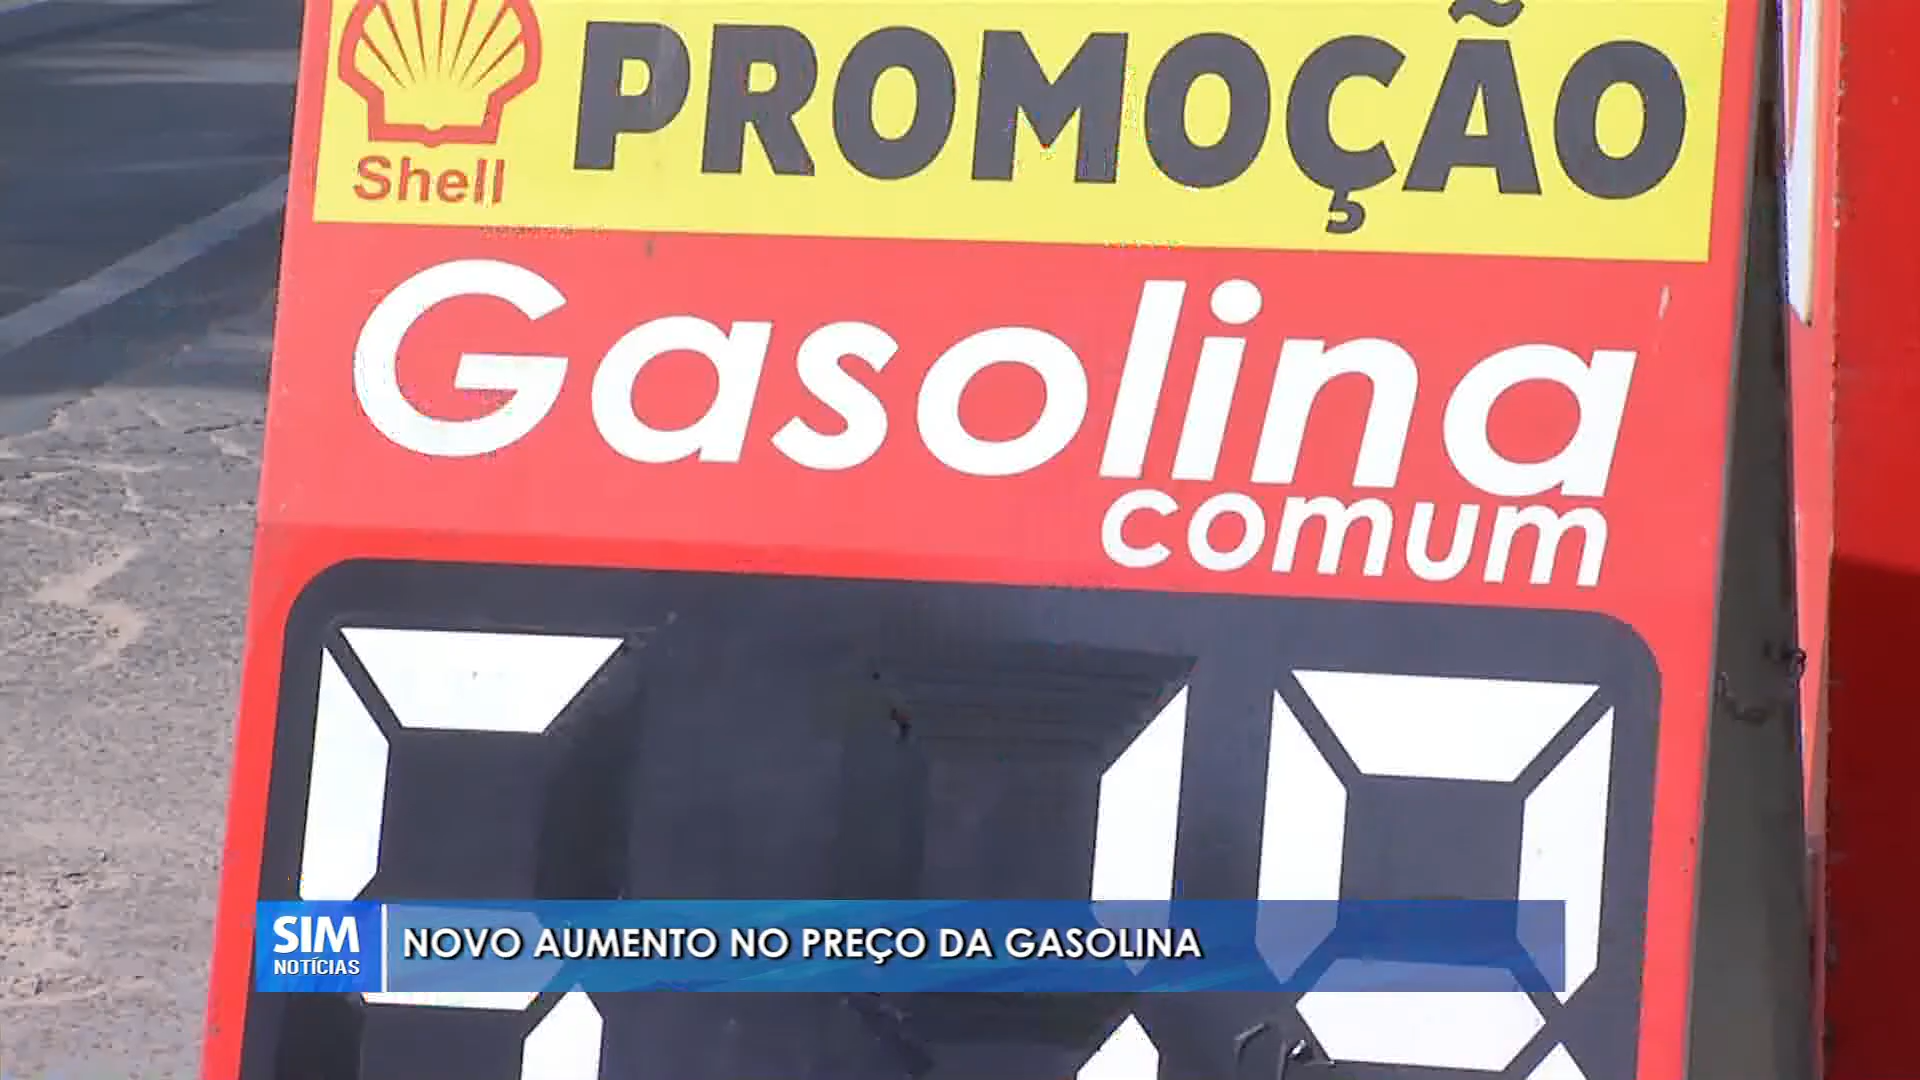 PROMOÇÃO
Shell
Gasolina
comum
SIM
NOTÍCIAS
NOVO AUMENTO NO PREÇO DA GASOLINA